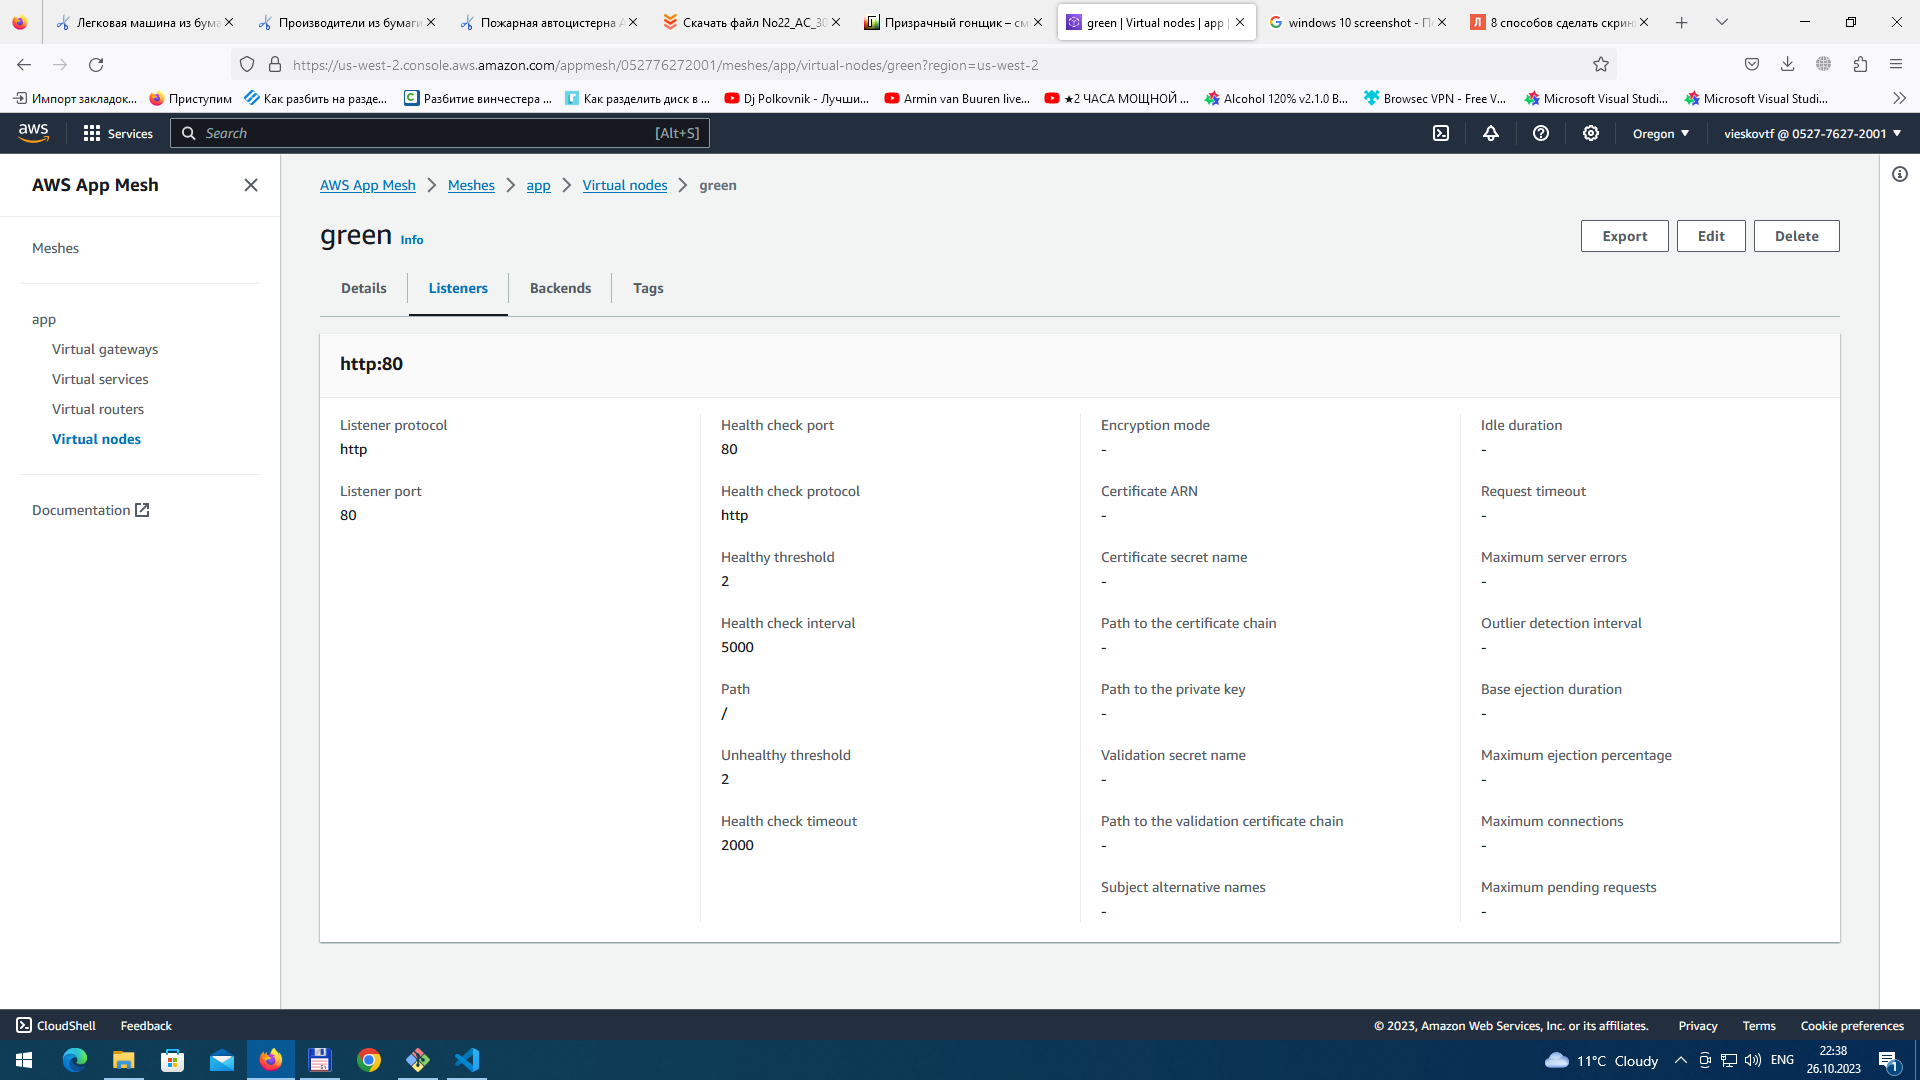 Легковая машина из бума
Производители из бумаги
Пожарная автоцистерна А
Скачать файл No22_AC_30
Призрачный гонщик – см
green | Virtual nodes | app |
windows 10 screenshot - По
8 способов сделать скрин
https://us-west-2.console.aws.amazon.com/appmesh/052776272001/meshes/app/virtual-nodes/green?region=us-west-2
Импорт закладок...
Приступим
Как разбить на разде...
Разбитие винчестера ...
Как разделить диск в ...
Dj Polkovnik - Лучши...
Armin van Buuren live...
★2 ЧАСА МОЩНОЙ ...
Alcohol 120% v2.1.0 B...
Browsec VPN - Free V...
Microsoft Visual Studi...
Microsoft Visual Studi...
aws
Services
Search
[Alt+S]
Oregon
vieskovtf @ 0527-7627-2001
AWS App Mesh
Meshes
app
Virtual gateways
Virtual services
Virtual routers
Virtual nodes
Documentation
AWS App Mesh
Meshes
app
Virtual nodes
green
green Info
Export
Edit
Delete
Details
Listeners
Backends
Tags
http:80
Listener protocol
http
Listener port
80
Health check port
80
Health check protocol
http
Healthy threshold
2
Health check interval
5000
Path
/
Unhealthy threshold
2
Health check timeout
2000
Encryption mode
-
Certificate ARN
-
Certificate secret name
-
Path to the certificate chain
-
Path to the private key
-
Validation secret name
-
Path to the validation certificate chain
-
Subject alternative names
-
Idle duration
-
Request timeout
-
Maximum server errors
-
Outlier detection interval
-
Base ejection duration
-
Maximum ejection percentage
-
Maximum connections
-
Maximum pending requests
-
CloudShell
Feedback
© 2023, Amazon Web Services, Inc. or its affiliates.
Privacy
Terms
Cookie preferences
11°C Cloudy
ENG
22:38
26.10.2023
1